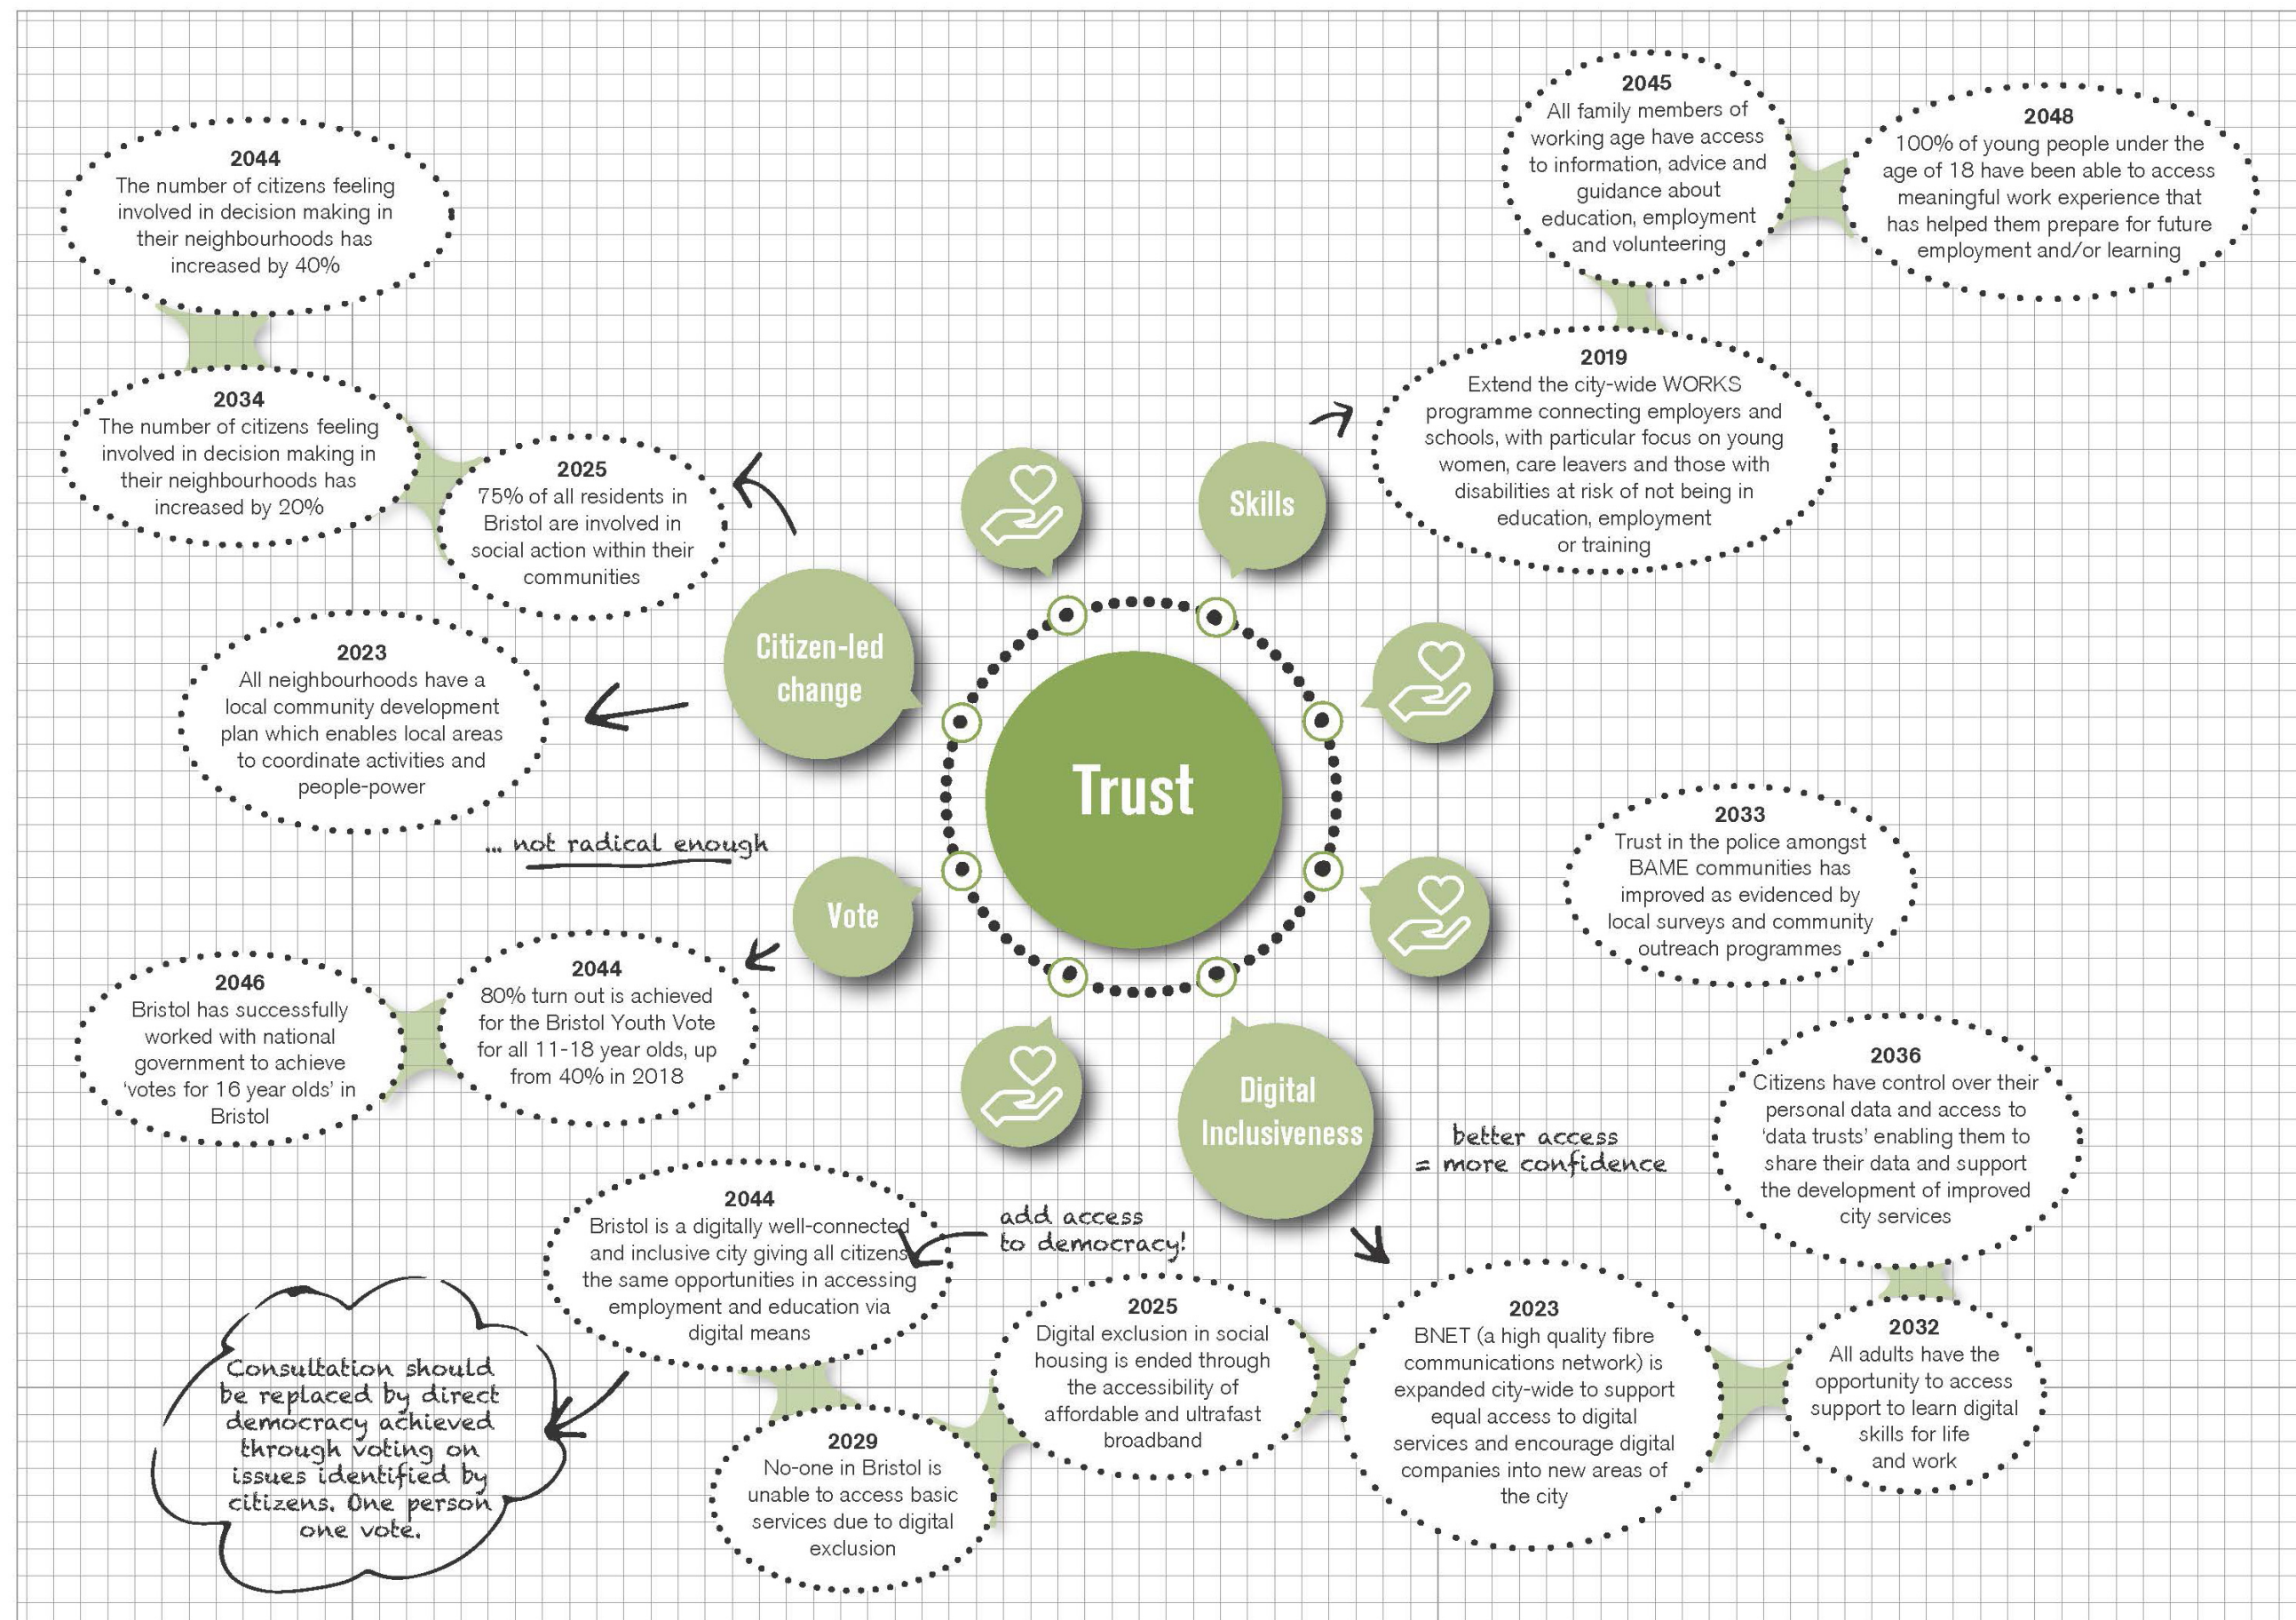 2044
The number of citizens feeling
involved in decision making in
their neighbourhoods has
increased by 40%
2034
The number of citizens feeling
involved in decision making in
their neighbourhoods has
increased by 20%
2025
75% of all residents in
Bristol are involved in
social action within their
communities
2023
All neighbourhoods have a
local community development
plan which enables local areas
to coordinate activities and
people-power
Citizen-led
change
... not radical enough
Vote
2046
Bristol has successfully
worked with national
government to achieve
'votes for 16 year olds' in
Bristol
2044
80% turn out is achieved
for the Bristol Youth Vote
for all 11-18 year olds, up
from 40% in 2018
Trust
Skills
2045
All family members of
working age have access
to information, advice and
guidance about
education, employment
and volunteering
2048
100% of young people under the
age of 18 have been able to access
meaningful work experience that
has helped them prepare for future
employment and/or learning
2019
Extend the city-wide WORKS
programme connecting employers and
schools, with particular focus on young
women, care leavers and those with
disabilities at risk of not being in
education, employment
or training
2033
Trust in the police amongst
BAME communities has
improved as evidenced by
local surveys and community
outreach programmes
Digital
Inclusiveness
better access
= more confidence
2036
Citizens have control over their
personal data and access to
'data trusts' enabling them to
share their data and support
the development of improved
city services
2044
Bristol is a digitally well-connected
and inclusive city giving all citizens
the same opportunities in accessing
employment and education via
digital means
add access
to democracy!
2025
Digital exclusion in social
housing is ended through
the accessibility of
affordable and ultrafast
broadband
2023
BNET (a high quality fibre
communications network) is
expanded city-wide to support
equal access to digital
services and encourage digital
companies into new areas of
the city
2032
All adults have the
opportunity to access
support to learn digital
skills for life
and work
2029
No-one in Bristol is
unable to access basic
services due to digital
exclusion
Consultation should
be replaced by direct
democracy achieved
through voting on
issues identified by
citizens. One person
one vote.